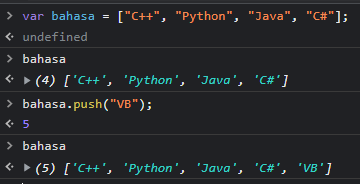 > var bahasa = ["C++", "Python", "Java", "C#"];
undefined
> bahasa
(4) ['C++', 'Python', 'Java', 'C#']
> bahasa.push("VB");
5
> bahasa
(5) ['C++', 'Python', 'Java', 'C#', 'VB']